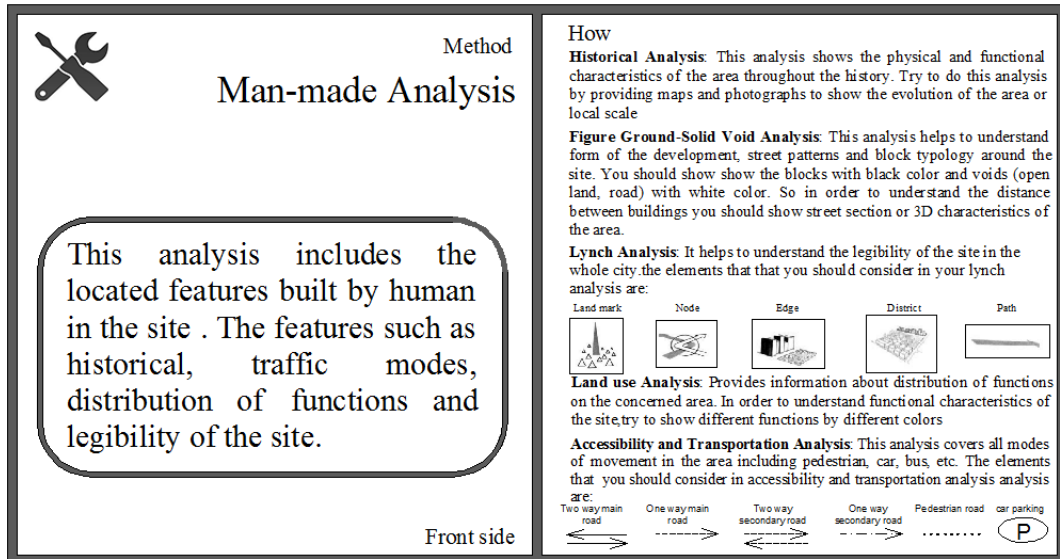 Method
Man-made Analysis
This analysis includes the
located features built by human
in the site . The features such as
historical, traffic modes,
distribution of functions and
legibility of the site.
Front side
How
Historical Analysis: This analysis shows the physical and functional
characteristics of the area throughout the history. Try to do this analysis
by providing maps and photographs to show the evolution of the area or
local scale
Figure Ground-Solid Void Analysis: This analysis helps to understand
form of the development, street patterns and block typology around the
site. You should show show the blocks with black color and voids (open
land, road) with white color. So in order to understand the distance
between buildings you should show street section or 3D characteristics of
the area.
Lynch Analysis: It helps to understand the legibility of the site in the
whole city.the elements that that you should consider in your lynch
analysis are:
Land mark Node Edge District Path
Land use Analysis: Provides information about distribution of functions
on the concerned area. In order to understand functional characteristics of
the site,try to show different functions by different colors
Accessibility and Transportation Analysis: This analysis covers all modes
of movement in the area including pedestrian, car, bus, etc. The elements
that you should consider in accessibility and transportation analysis analysis
are:
Two way main road
One way main road
Two way secondary road
One way secondary road
Pedestrian road
car parking
P